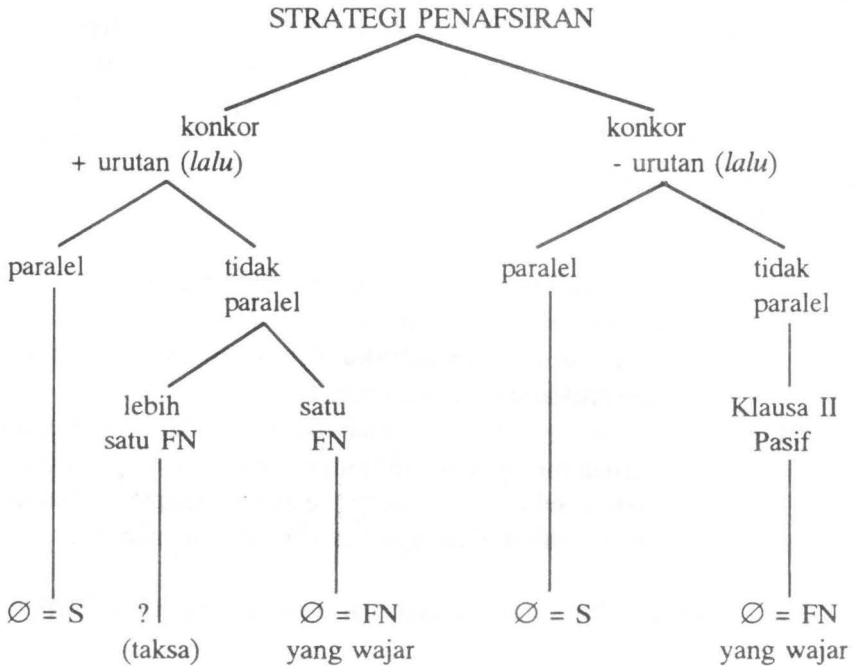 STRATEGI PENAFSIRAN
konkor
+ urutan (lalu)
konkor
- urutan (lalu)
paralel
tidak
paralel
paralel
tidak
paralel
lebih
satu FN
satu
FN
Klausa II
Pasif
∅ = S
?
(taksa)
∅ = FN
yang wajar
∅ = S
∅ = FN
yang wajar